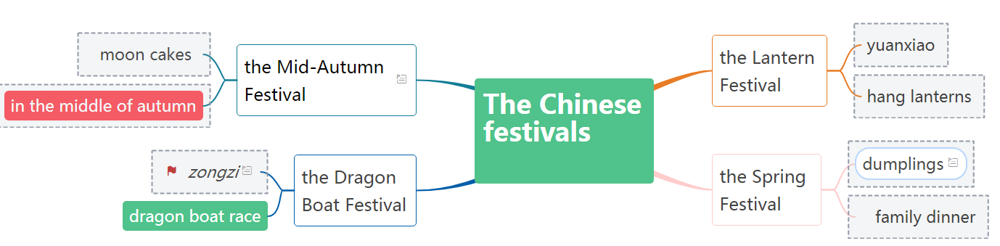 The Chinese
festivals
the Mid-Autumn
Festival
moon cakes
in the middle of autumn
the Dragon
Boat Festival
zongzi
dragon boat race
the Lantern
Festival
yuanxiao
hang lanterns
the Spring
Festival
dumplings
family dinner